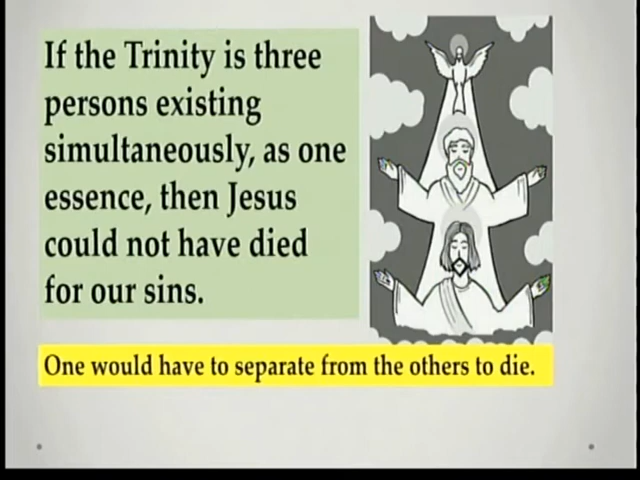 If the Trinity is three
persons existing
simultaneously, as one
essence, then Jesus
could not have died
for our sins.
One would have to separate from the others to die.